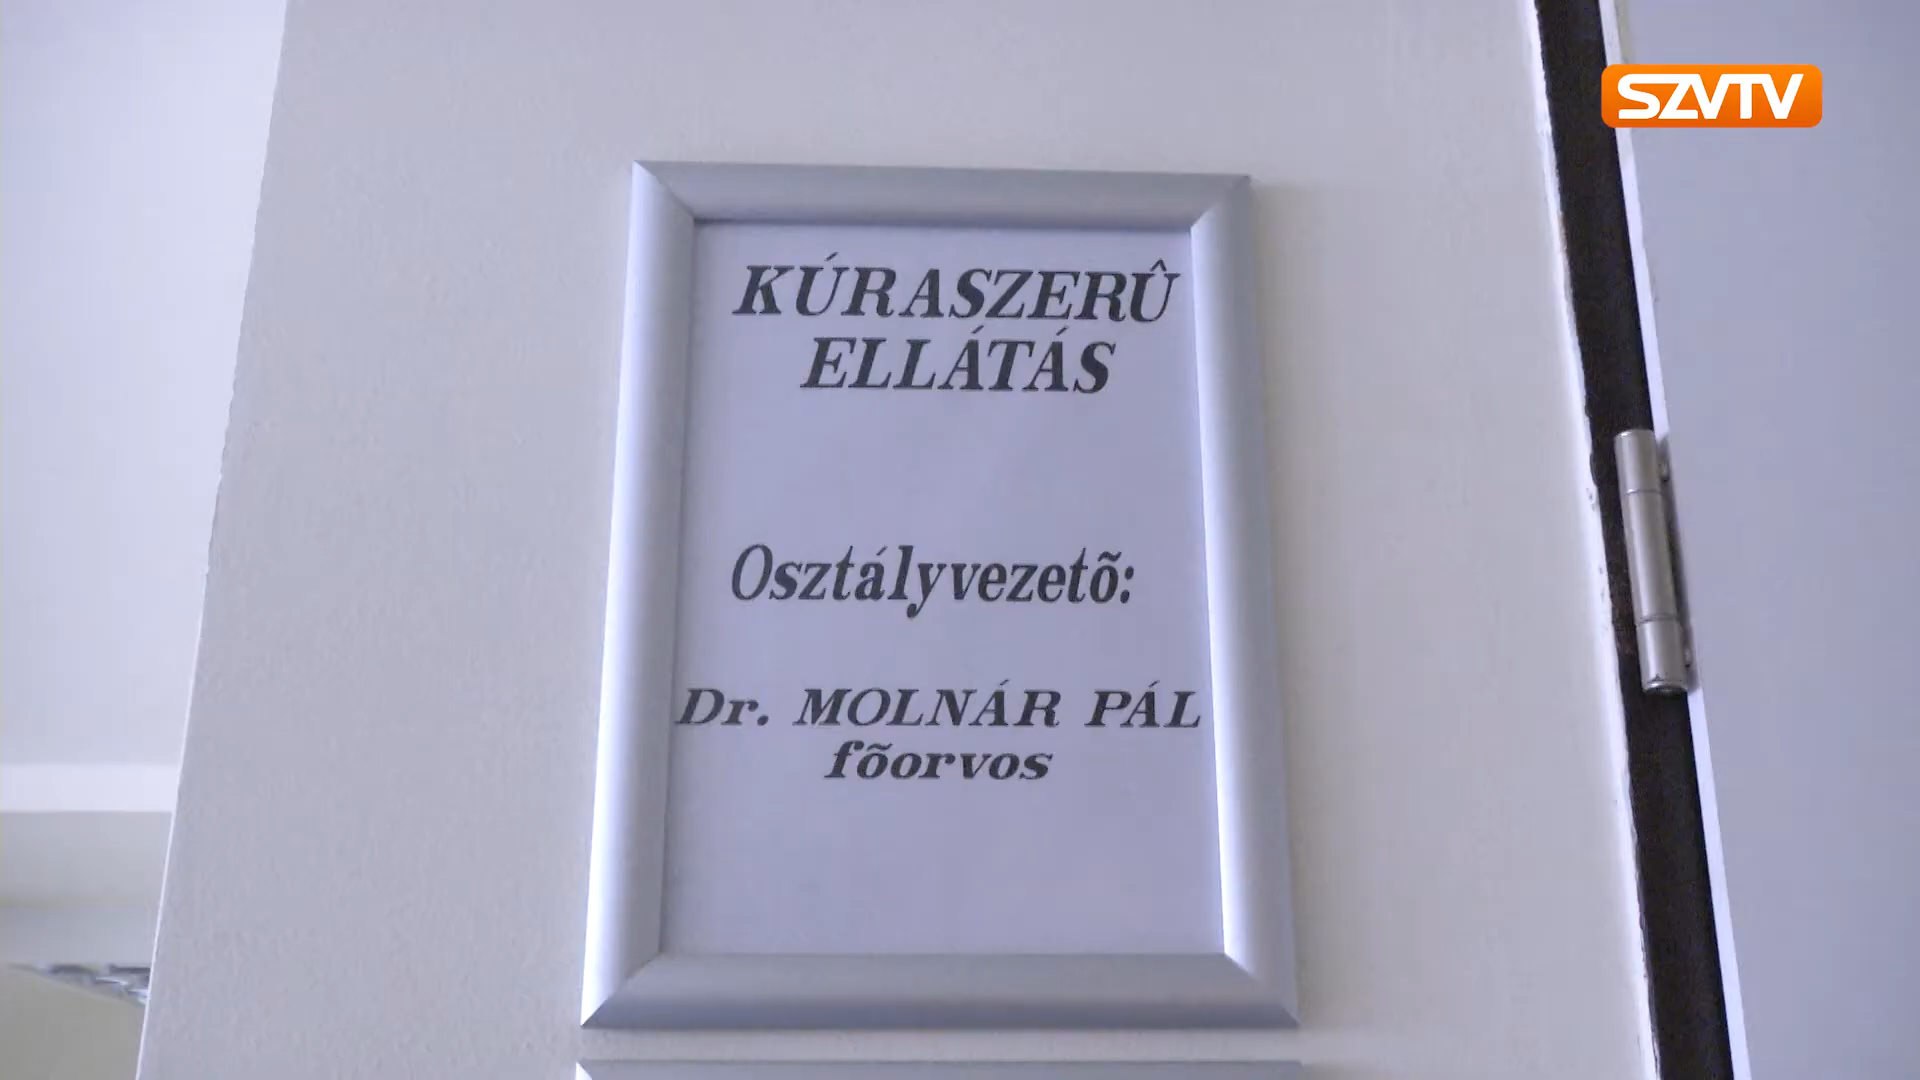 SZVTV
KÚRASZERÛ
ELLÁTÁS
Osztályvezetõ:
Dr. MOLNÁR PÁL
fõorvos